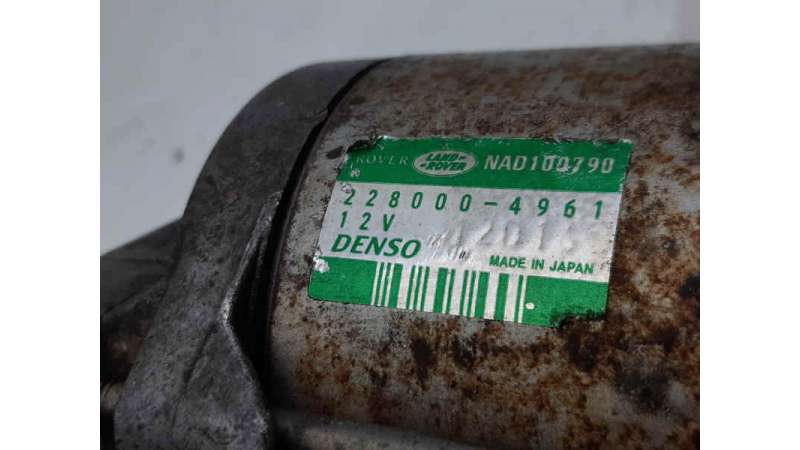 ROVER LAND ROVER NAD100790
228000-4961
12V
DENSO MADE IN JAPAN